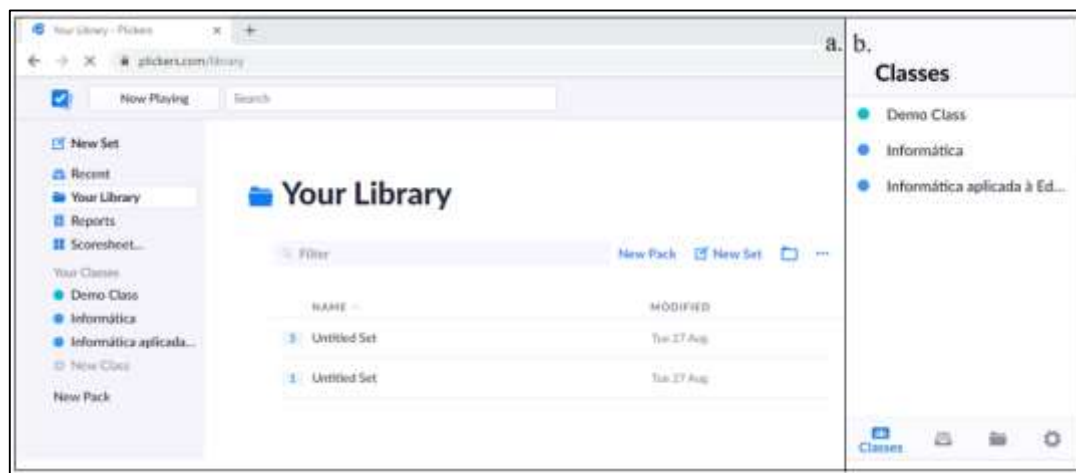 Your Library - Plickers
plickers.com/library
a.
Now Playing
Search
New Set
Recent
Your Library
Reports
Scoresheet...
Your Classes
Demo Class
Informática
Informática aplicada...
New Class
New Pack
Your Library
Filter
New Pack
New Set
NAME
MODIFIED
3 Untitled Set Tue 27 Aug
1 Untitled Set Tue 27 Aug
b.
Classes
Demo Class
Informática
Informática aplicada à Ed...
Classes